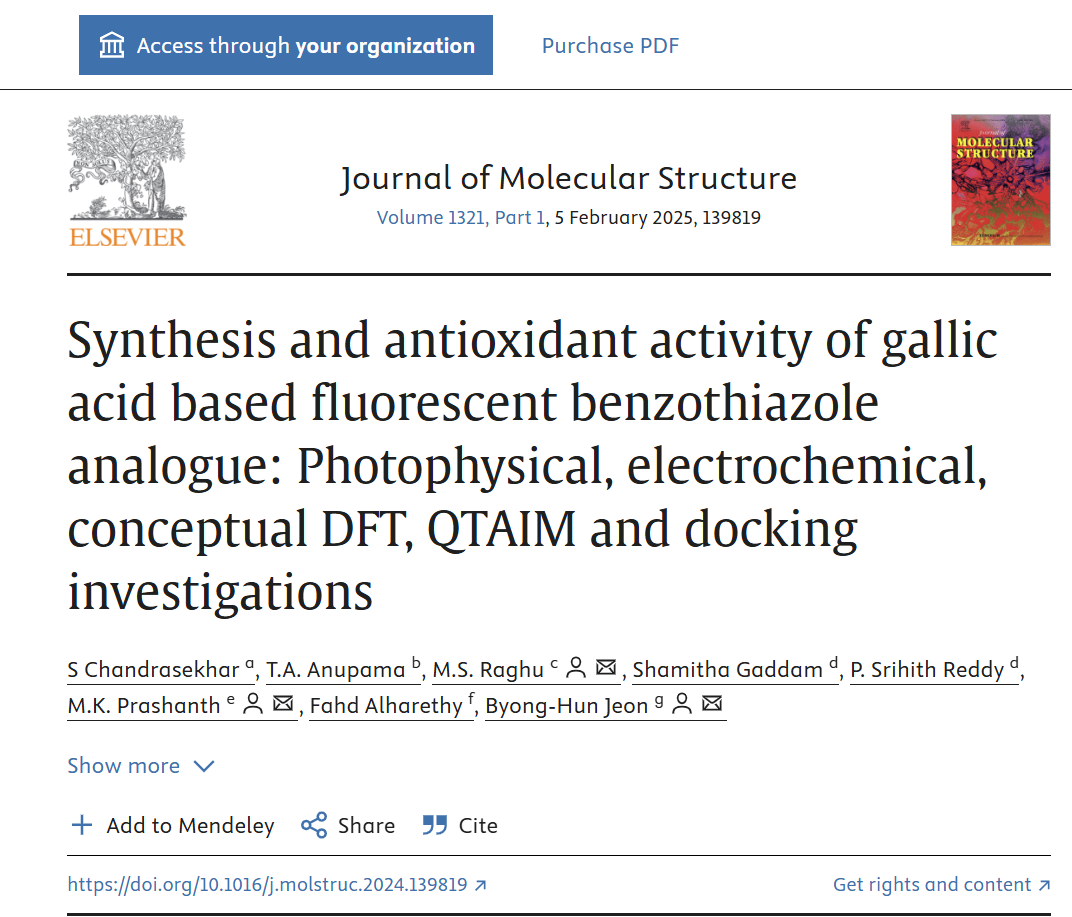 Access through your organization
Purchase PDF
ELSEVIER
Journal of Molecular Structure
Volume 1321, Part 1, 5 February 2025, 139819
Journal of
MOLECULAR
STRUCTURE
Synthesis and antioxidant activity of gallic
acid based fluorescent benzothiazole
analogue: Photophysical, electrochemical,
conceptual DFT, QTAIM and docking
investigations
S Chandrasekhar a, T.A. Anupama b, M.S. Raghu c, Shamitha Gaddam d, P. Srihith Reddy d,
M.K. Prashanth e, Fahd Alharethy f, Byong-Hun Jeon g
Show more
Add to Mendeley
Share
Cite
https://doi.org/10.1016/j.molstruc.2024.139819
Get rights and content